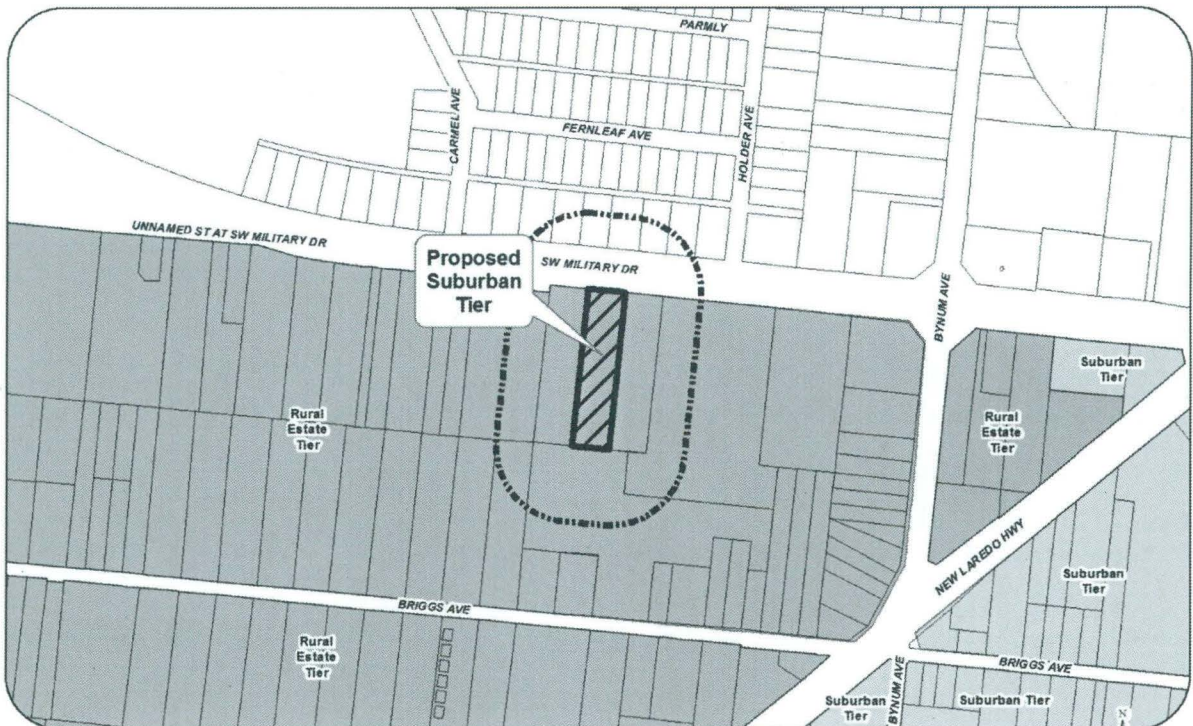 PARMLY
CARMEL AVE
FERNLEAF AVE
HOLDER AVE
UNNAMED ST AT SW MILITARY DR
Proposed
Suburban
Tier
SW MILITARY DR
BYNUM AVE
Suburban
Tier
Rural
Estate
Tier
Rural
Estate
Tier
NEW LAREDO HWY
Suburban
Tier
BRIGGS AVE
Rural
Estate
Tier
BRIGGS AVE
BYNUM AVE
Suburban
Tier
Suburban Tier
N